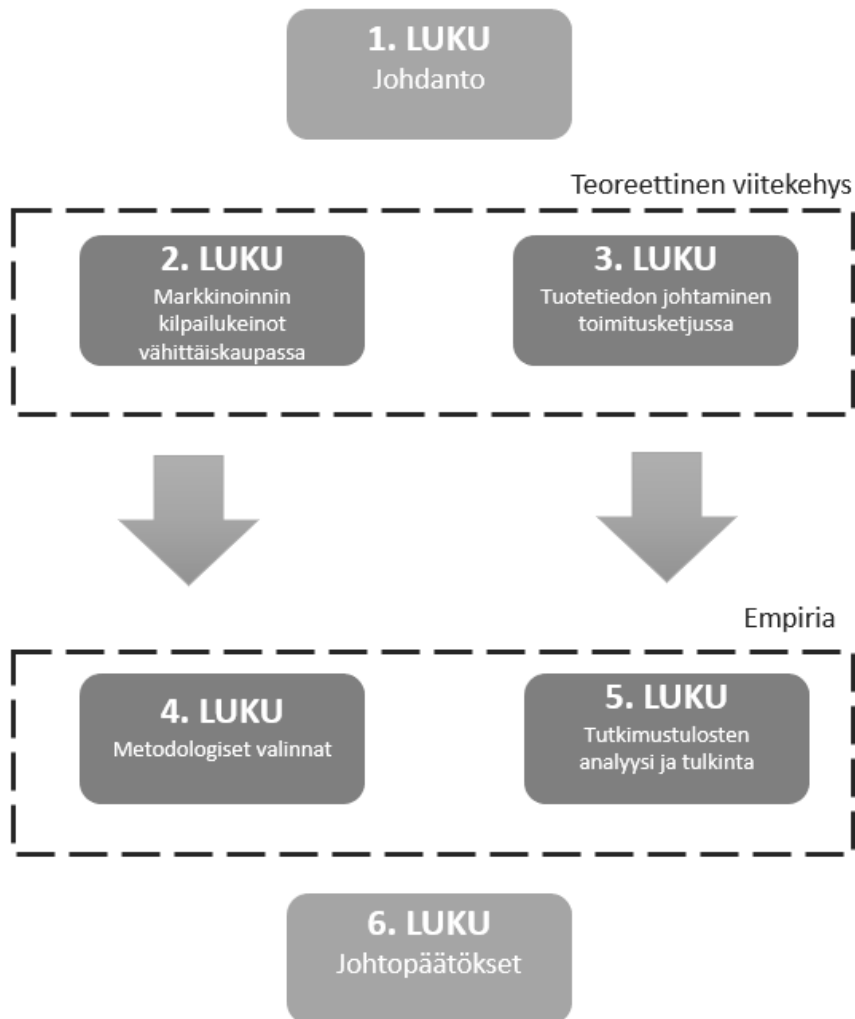 1. LUKU
Johdanto
Teoreettinen viitekehys
2. LUKU
Markkinoinnin
kilpailukeinot
vähittäiskaupassa
3. LUKU
Tuotetiedon johtaminen
toimitusketjussa
Empiria
4. LUKU
Metodologiset valinnat
5. LUKU
Tutkimustulosten
analyysi ja tulkinta
6. LUKU
Johtopäätökset